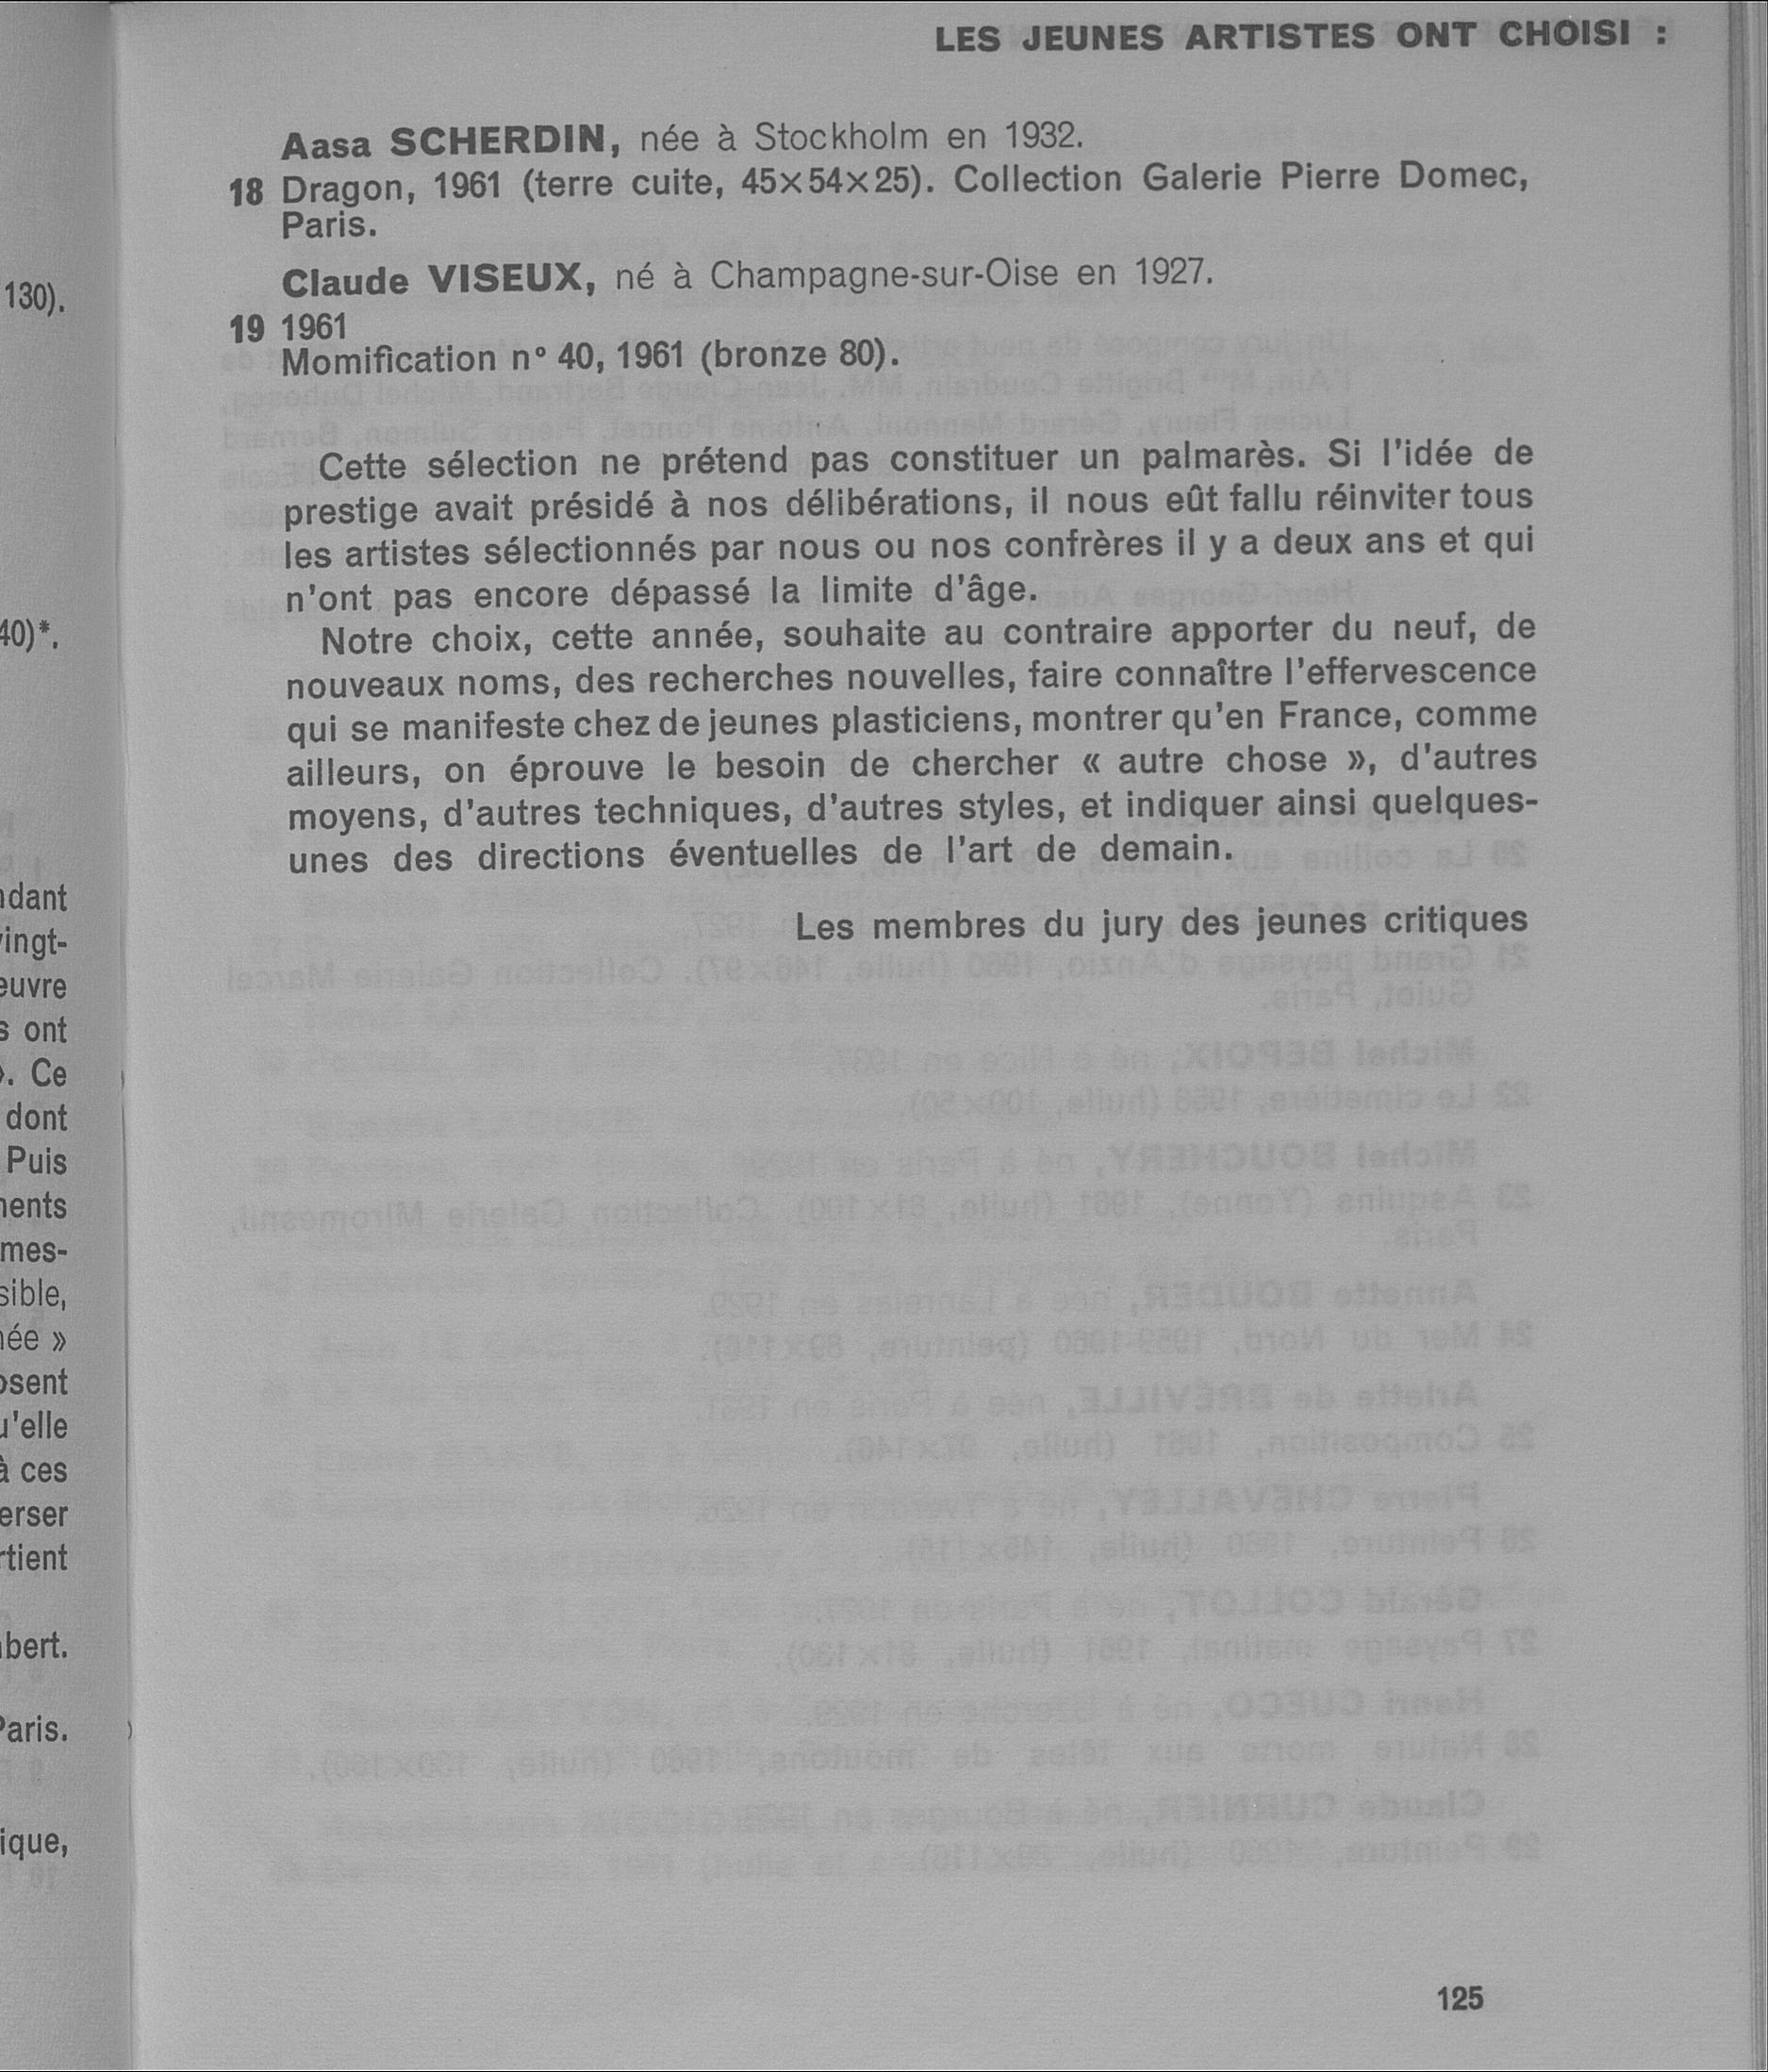 LES JEUNES ARTISTES ONT CHOISI :
Aasa SCHERDIN, née à Stockholm en 1932.
18 Dragon, 1961 (terre cuite, 45×54×25). Collection Galerie Pierre Domec,
Paris.
Claude VISEUX, né à Champagne-sur-Oise en 1927.
19 1961
Momification n° 40, 1961 (bronze 80).
Cette sélection ne prétend pas constituer un palmarès. Si l'idée de
prestige avait présidé à nos délibérations, il nous eût fallu réinviter tous
les artistes sélectionnés par nous ou nos confrères il y a deux ans et qui
n'ont pas encore dépassé la limite d'âge.
Notre choix, cette année, souhaite au contraire apporter du neuf, de
nouveaux noms, des recherches nouvelles, faire connaître l'effervescence
qui se manifeste chez de jeunes plasticiens, montrer qu'en France, comme
ailleurs, on éprouve le besoin de chercher « autre chose », d'autres
moyens, d'autres techniques, d'autres styles, et indiquer ainsi quelques-
unes des directions éventuelles de l'art de demain.
Les membres du jury des jeunes critiques
125
130).
40)*.
ndant
vingt-
œuvre
s ont
». Ce
dont
Puis
ments
mes-
sible,
née »
osent
u'elle
à ces
erser
rtient
bert.
Paris.
ique,